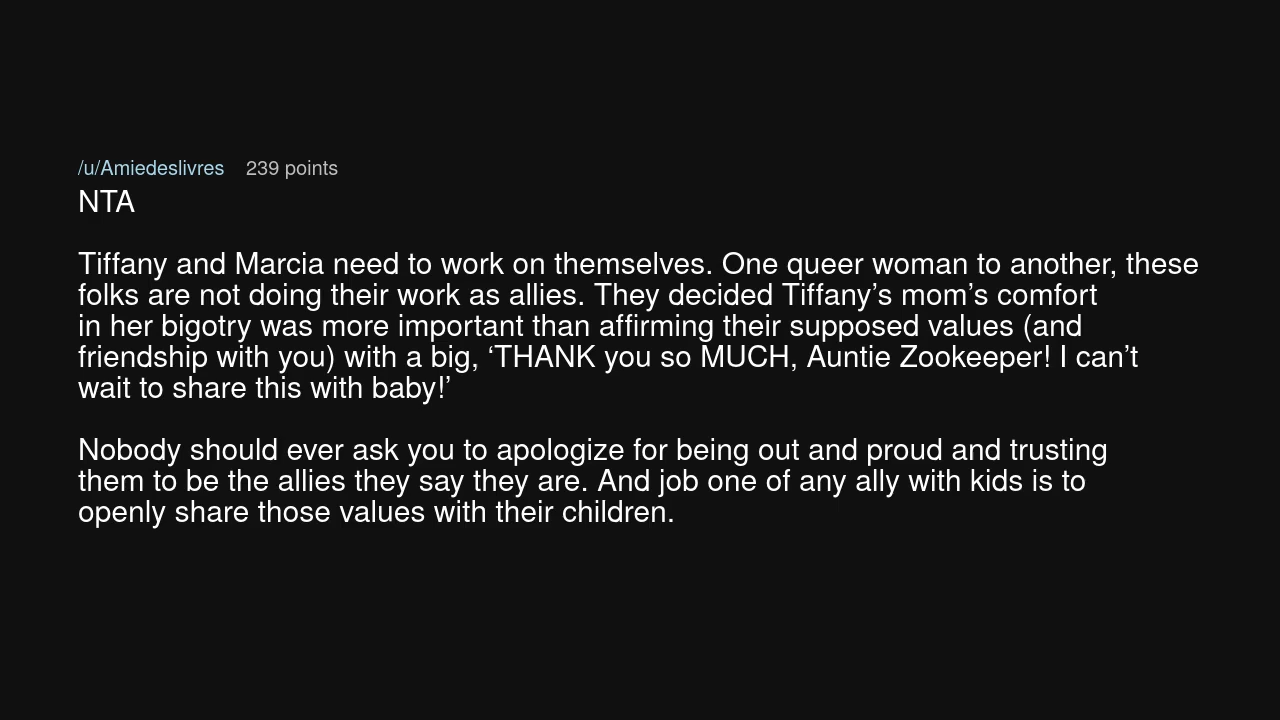 /u/Amiedeslivres 239 points
NTA
Tiffany and Marcia need to work on themselves. One queer woman to another, these
folks are not doing their work as allies. They decided Tiffany’s mom’s comfort
in her bigotry was more important than affirming their supposed values (and
friendship with you) with a big, ‘THANK you so MUCH, Auntie Zookeeper! I can’t
wait to share this with baby!’
Nobody should ever ask you to apologize for being out and proud and trusting
them to be the allies they say they are. And job one of any ally with kids is to
openly share those values with their children.